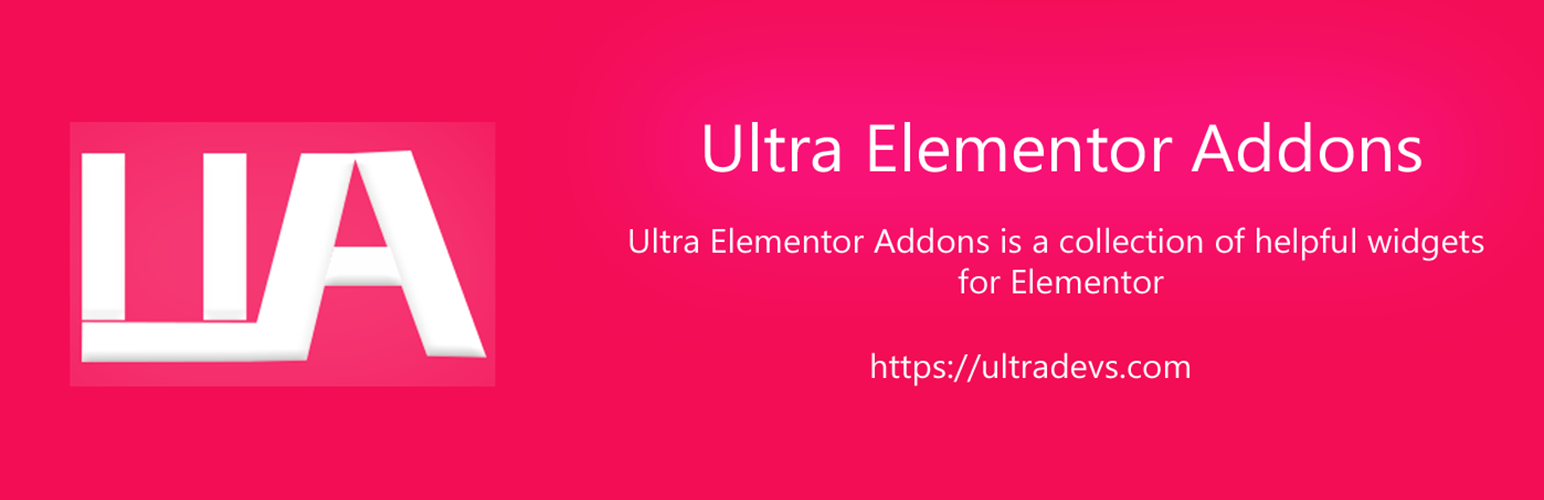 UA
Ultra Elementor Addons
Ultra Elementor Addons is a collection of helpful widgets
for Elementor
https://ultradevs.com